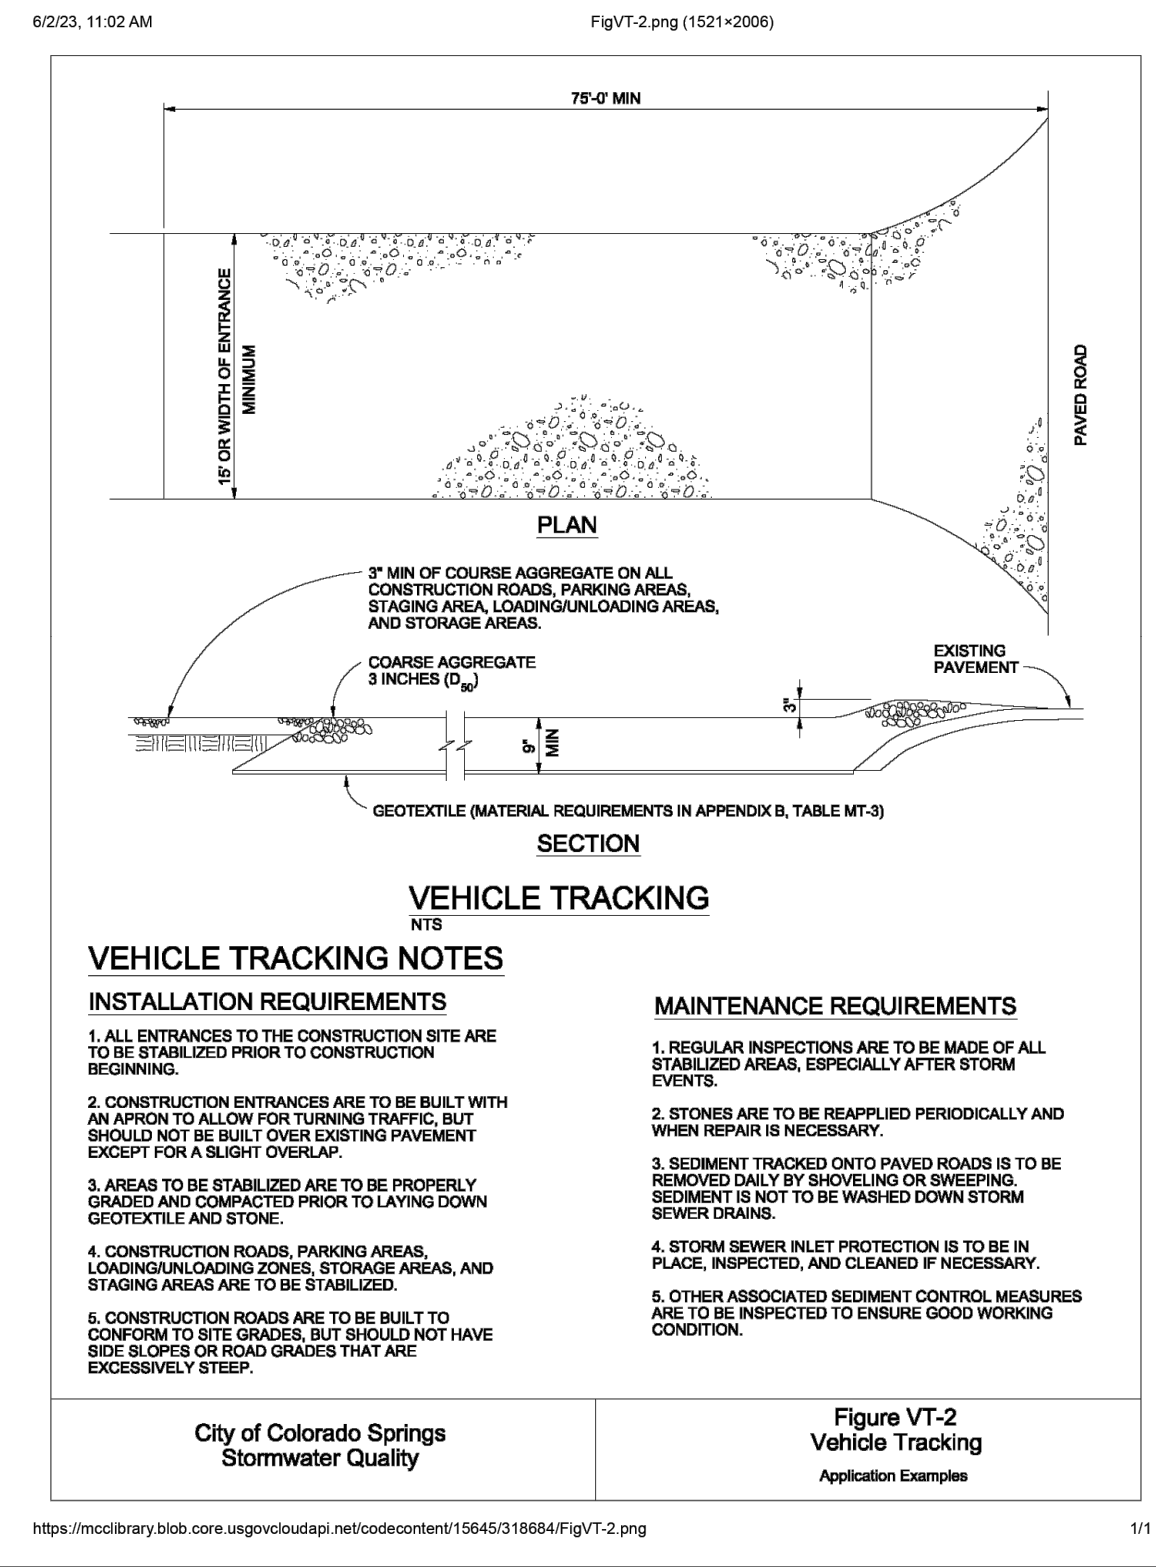 6/2/23, 11:02 AM
FigVT-2.png (1521×2006)
75'-0' MIN
15' OR WIDTH OF ENTRANCE
MINIMUM
PAVED ROAD
PLAN
3" MIN OF COURSE AGGREGATE ON ALL
CONSTRUCTION ROADS, PARKING AREAS,
STAGING AREA, LOADING/UNLOADING AREAS,
AND STORAGE AREAS.
COARSE AGGREGATE
3 INCHES (D50)
EXISTING
PAVEMENT
3"
9"
MIN
GEOTEXTILE (MATERIAL REQUIREMENTS IN APPENDIX B, TABLE MT-3)
SECTION
VEHICLE TRACKING
NTS
VEHICLE TRACKING NOTES
INSTALLATION REQUIREMENTS
1. ALL ENTRANCES TO THE CONSTRUCTION SITE ARE
TO BE STABILIZED PRIOR TO CONSTRUCTION
BEGINNING.
2. CONSTRUCTION ENTRANCES ARE TO BE BUILT WITH
AN APRON TO ALLOW FOR TURNING TRAFFIC, BUT
SHOULD NOT BE BUILT OVER EXISTING PAVEMENT
EXCEPT FOR A SLIGHT OVERLAP.
3. AREAS TO BE STABILIZED ARE TO BE PROPERLY
GRADED AND COMPACTED PRIOR TO LAYING DOWN
GEOTEXTILE AND STONE.
4. CONSTRUCTION ROADS, PARKING AREAS,
LOADING/UNLOADING ZONES, STORAGE AREAS, AND
STAGING AREAS ARE TO BE STABILIZED.
5. CONSTRUCTION ROADS ARE TO BE BUILT TO
CONFORM TO SITE GRADES, BUT SHOULD NOT HAVE
SIDE SLOPES OR ROAD GRADES THAT ARE
EXCESSIVELY STEEP.
MAINTENANCE REQUIREMENTS
1. REGULAR INSPECTIONS ARE TO BE MADE OF ALL
STABILIZED AREAS, ESPECIALLY AFTER STORM
EVENTS.
2. STONES ARE TO BE REAPPLIED PERIODICALLY AND
WHEN REPAIR IS NECESSARY.
3. SEDIMENT TRACKED ONTO PAVED ROADS IS TO BE
REMOVED DAILY BY SHOVELING OR SWEEPING.
SEDIMENT IS NOT TO BE WASHED DOWN STORM
SEWER DRAINS.
4. STORM SEWER INLET PROTECTION IS TO BE IN
PLACE, INSPECTED, AND CLEANED IF NECESSARY.
5. OTHER ASSOCIATED SEDIMENT CONTROL MEASURES
ARE TO BE INSPECTED TO ENSURE GOOD WORKING
CONDITION.
City of Colorado Springs
Stormwater Quality
Figure VT-2
Vehicle Tracking
Application Examples
https://mcclibrary.blob.core.usgovcloudapi.net/codecontent/15645/318684/FigVT-2.png
1/1